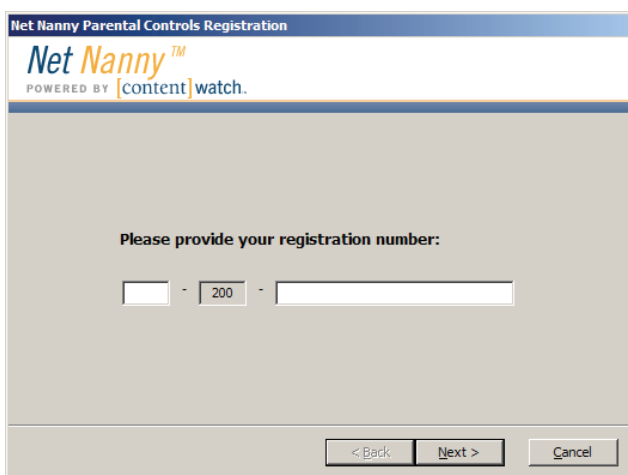 Net Nanny Parental Controls Registration
Net Nanny™
POWERED BY [content]watch.
Please provide your registration number:
- 200 -
< Back Next > Cancel